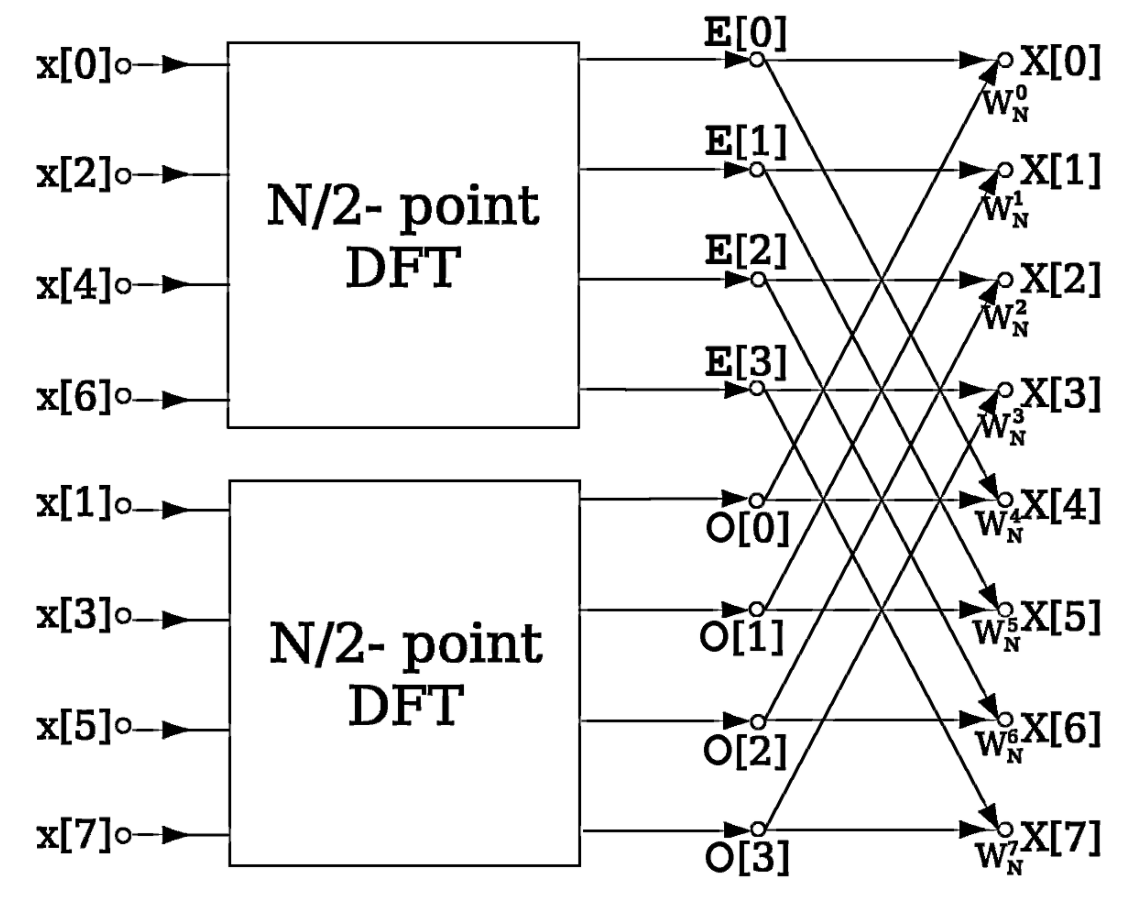 x[0]
x[2]
x[4]
x[6]
N/2- point
DFT
x[1]
x[3]
x[5]
x[7]
N/2- point
DFT
E[0]
E[1]
E[2]
E[3]
O[0]
O[1]
O[2]
O[3]
X[0]
W_N^0
X[1]
W_N^1
X[2]
W_N^2
X[3]
W_N^3
X[4]
W_N^4
X[5]
W_N^5
X[6]
W_N^6
X[7]
W_N^7